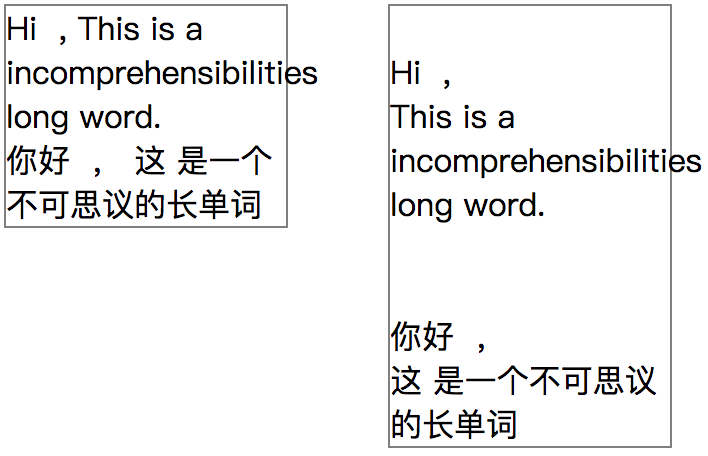 Hi  , This is a
incomprehensibilities
long word.
你好 ， 这 是一个
不可思议的长单词
Hi  ,
This is a
incomprehensibilities
long word.
你好 ，
这 是一个不可思议
的长单词